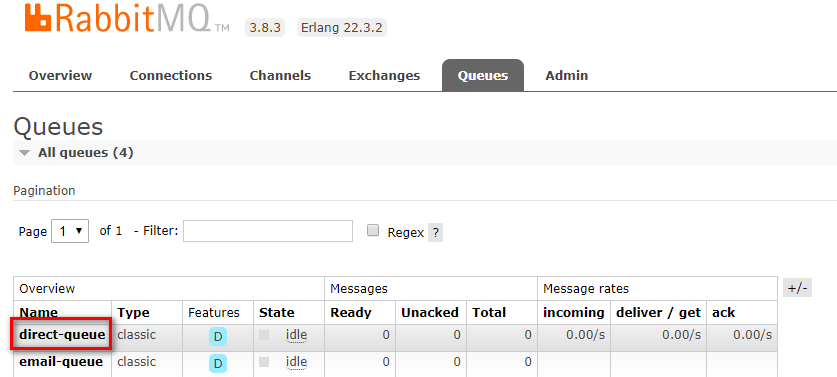 RabbitMQ TM 3.8.3 Erlang 22.3.2
Overview Connections Channels Exchanges Queues Admin
Queues
All queues (4)
Pagination
Page 1 of 1 - Filter: Regex ?
Overview Messages Message rates +/-
Name Type Features State Ready Unacked Total incoming deliver / get ack
direct-queue classic D idle 0 0 0 0.00/s 0.00/s 0.00/s
email-queue classic D idle 0 0 0